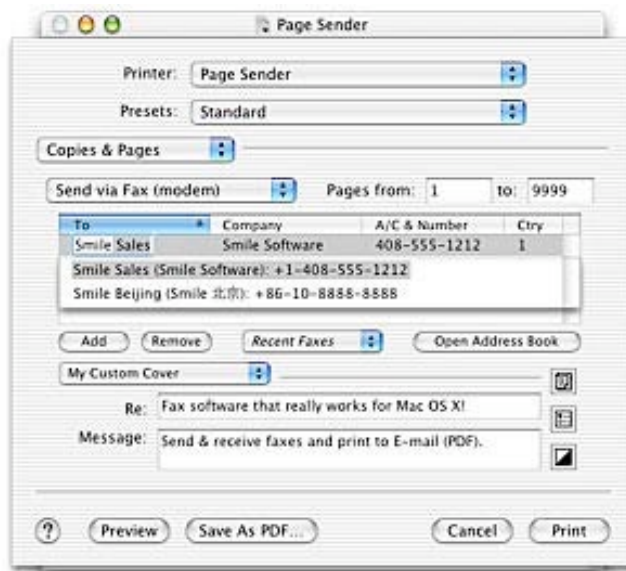 Page Sender
Printer: Page Sender
Presets: Standard
Copies & Pages
Send via Fax (modem) Pages from: 1 to: 9999
To Company A/C & Number Ctry
Smile Sales Smile Software 408-555-1212 1
Smile Sales (Smile Software): +1-408-555-1212
Smile Beijing (Smile 北京): +86-10-8888-8888
Add Remove Recent Faxes Open Address Book
My Custom Cover
Re: Fax software that really works for Mac OS X!
Message: Send & receive faxes and print to E-mail (PDF).
? Preview Save As PDF... Cancel Print